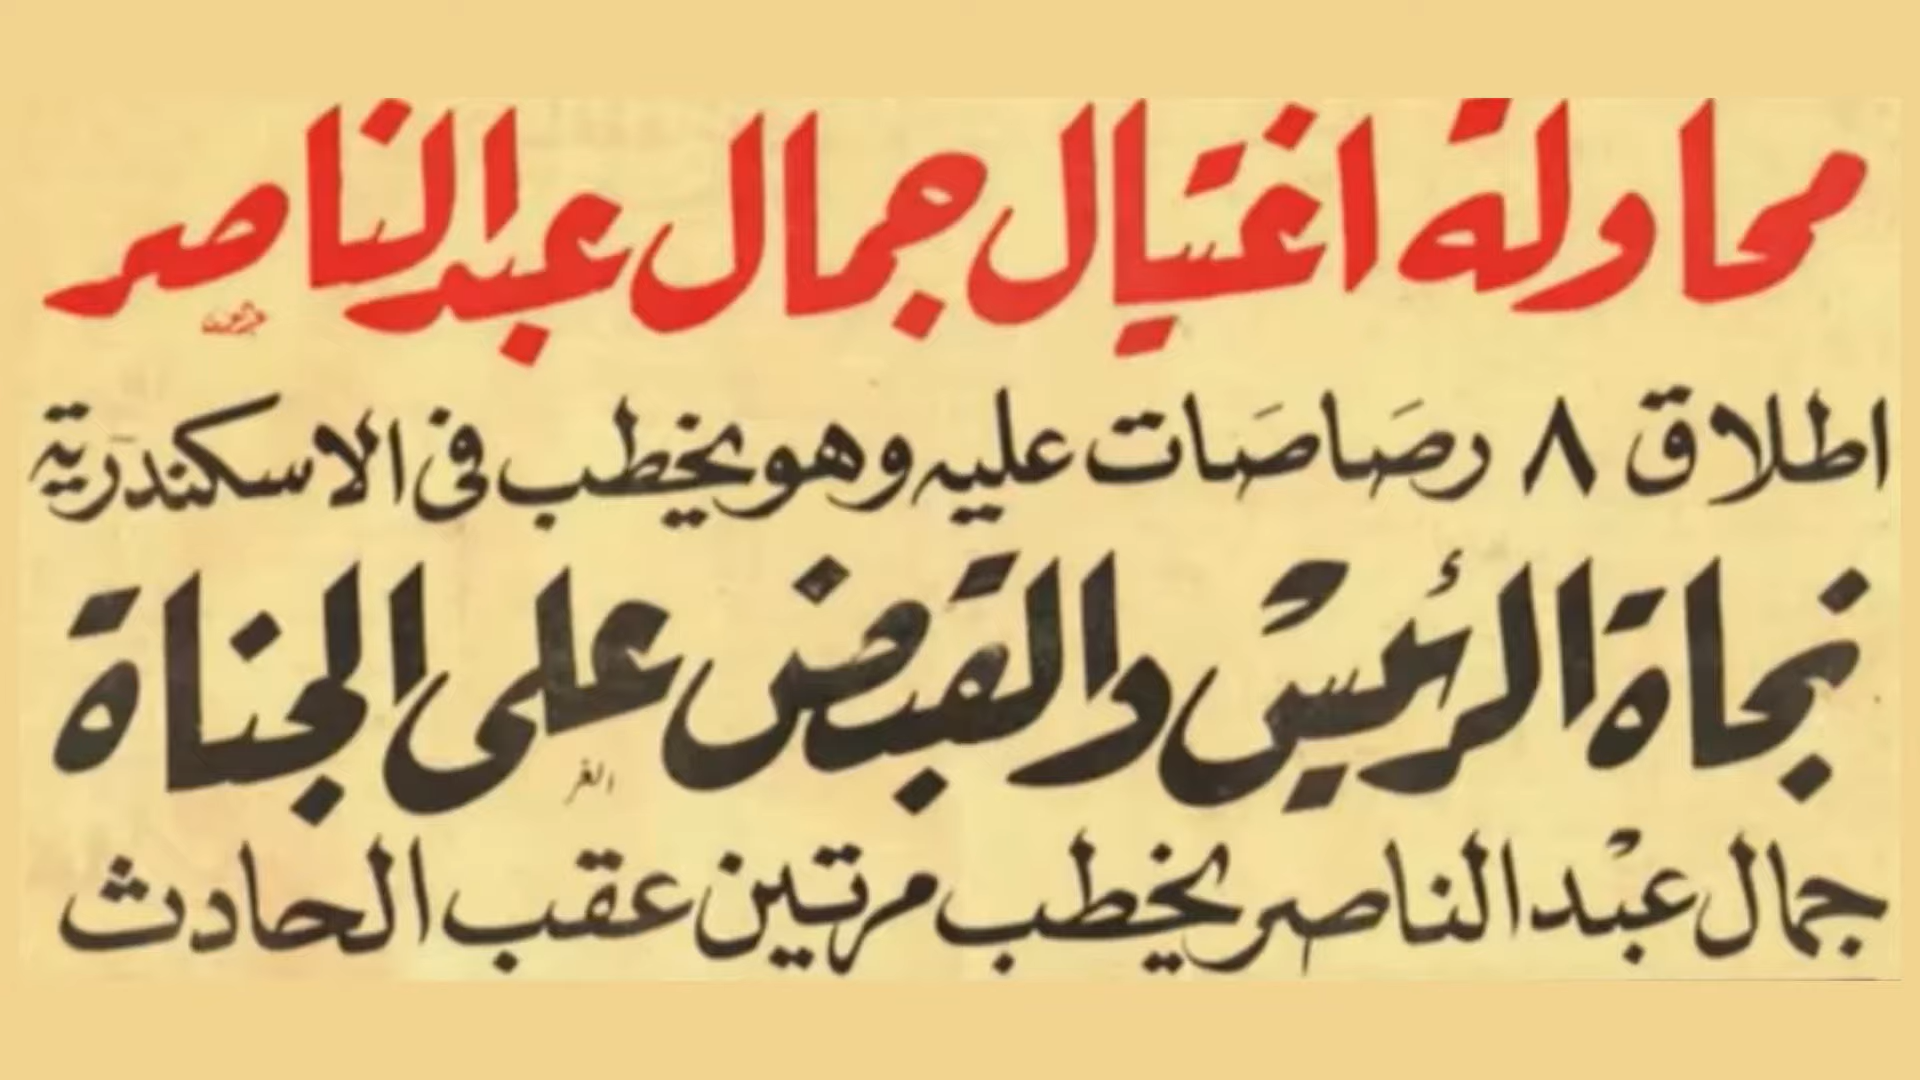 محاولة اغتيال جمال عبد الناصر
اطلاق ٨ رصاصات عليه وهو يخطب فى الاسكندرية
نجاة الرئيس والقبض على الجناة
جمال عبد الناصر يخطب مرتين عقب الحادث